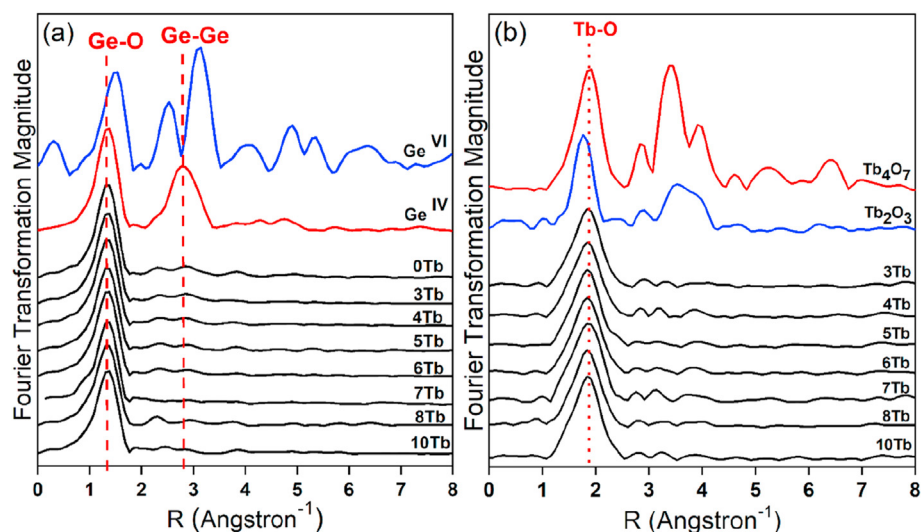 (a)
Ge-O
Ge-Ge
Ge VI
Ge IV
0Tb
3Tb
4Tb
5Tb
6Tb
7Tb
8Tb
10Tb
Fourier Transformation Magnitude
0 1 2 3 4 5 6 7 8
R (Angstron⁻¹)
(b)
Tb-O
Tb₄O₇
Tb₂O₃
3Tb
4Tb
5Tb
6Tb
7Tb
8Tb
10Tb
Fourier Transformation Magnitude
0 1 2 3 4 5 6 7 8
R (Angstron⁻¹)